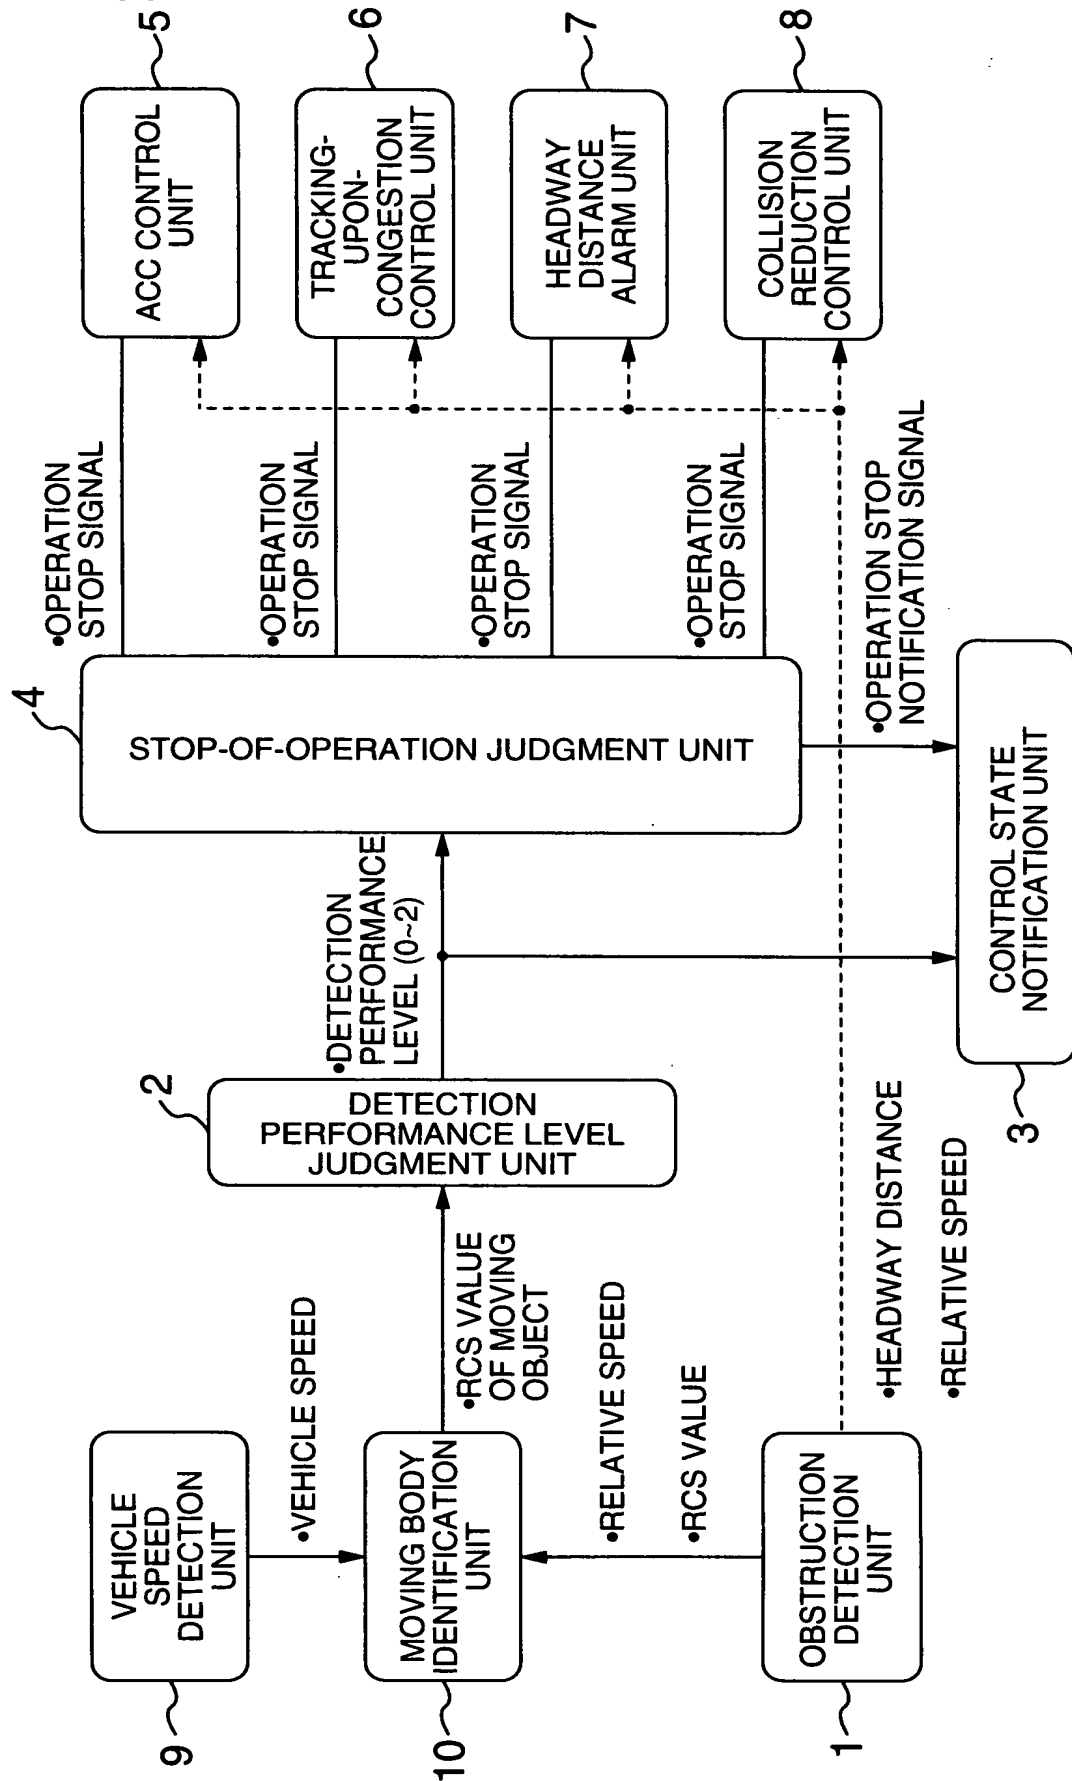 9
VEHICLE
SPEED
DETECTION
UNIT
•VEHICLE SPEED
10
MOVING BODY
IDENTIFICATION
UNIT
•RCS VALUE
OF MOVING
OBJECT
•RELATIVE SPEED
•RCS VALUE
1
OBSTRUCTION
DETECTION
UNIT
•HEADWAY DISTANCE
•RELATIVE SPEED
2
DETECTION
PERFORMANCE LEVEL
JUDGMENT UNIT
•DETECTION
PERFORMANCE
LEVEL (0~2)
4
STOP-OF-OPERATION JUDGMENT UNIT
•OPERATION STOP
NOTIFICATION SIGNAL
CONTROL STATE
NOTIFICATION UNIT
3
•OPERATION
STOP SIGNAL
ACC CONTROL
UNIT
5
•OPERATION
STOP SIGNAL
TRACKING-
UPON-
CONGESTION
CONTROL UNIT
6
•OPERATION
STOP SIGNAL
HEADWAY
DISTANCE
ALARM UNIT
7
•OPERATION
STOP SIGNAL
COLLISION
REDUCTION
CONTROL UNIT
8